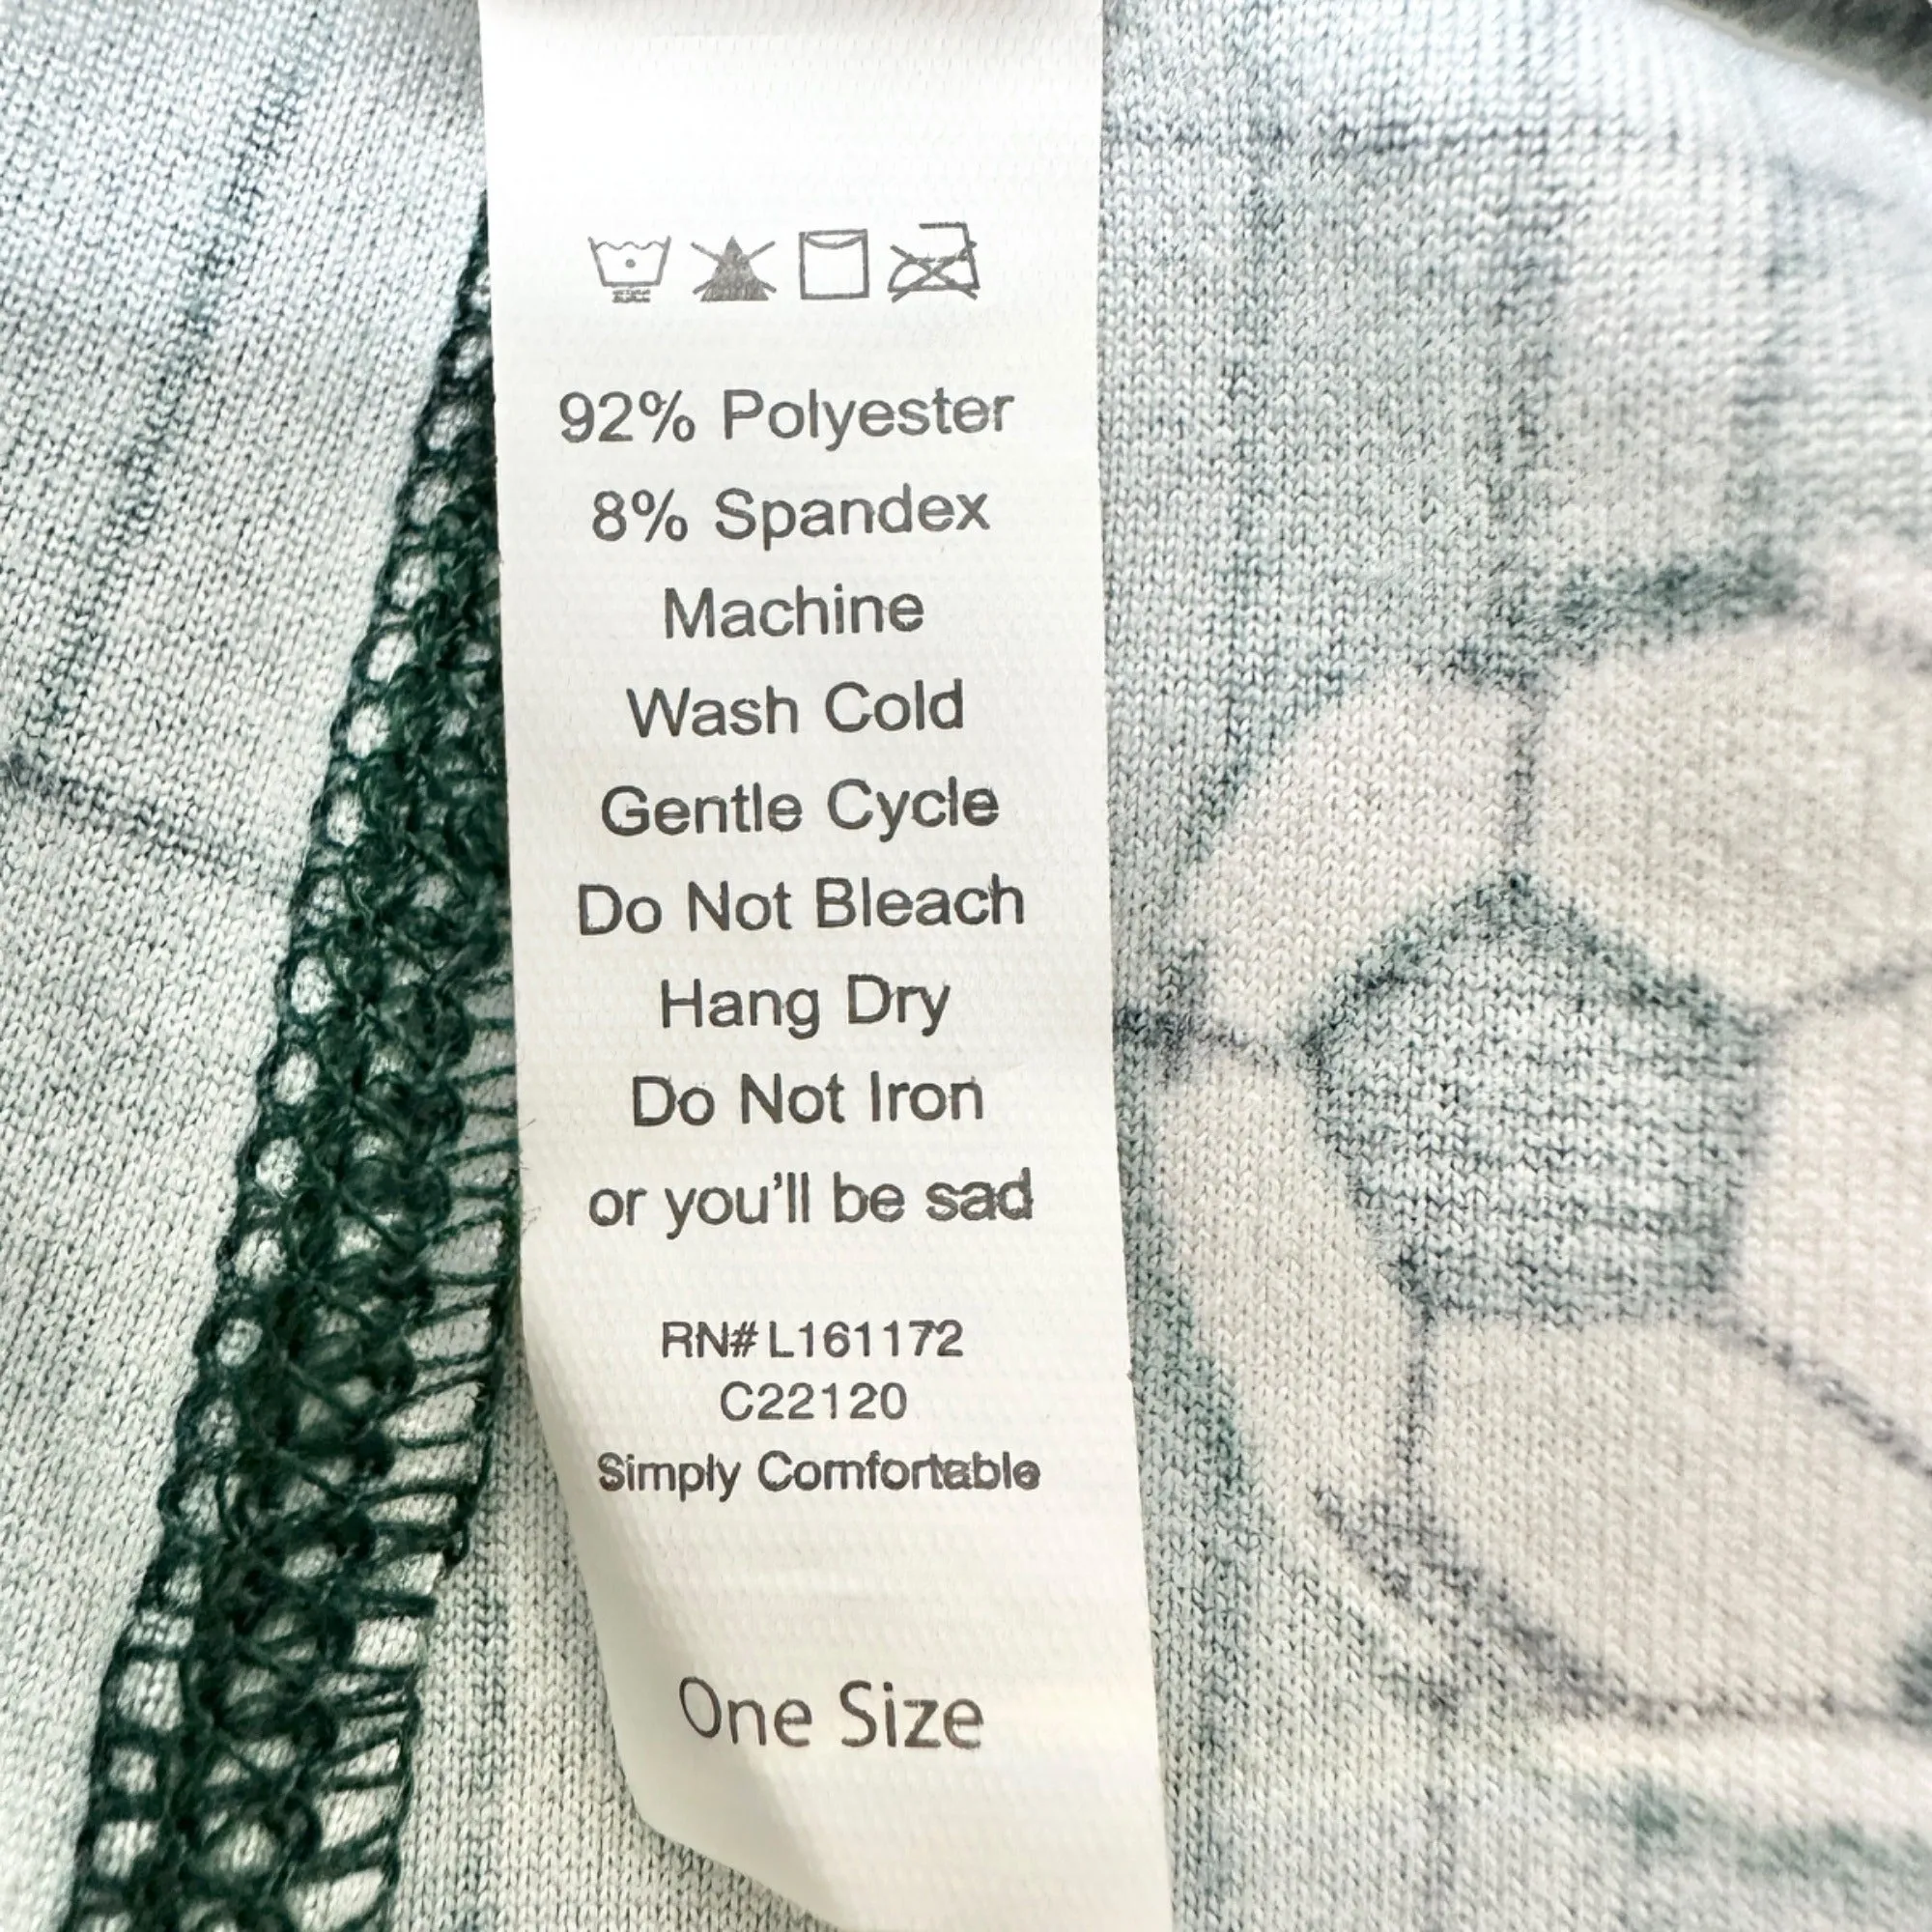 92% Polyester
8% Spandex
Machine
Wash Cold
Gentle Cycle
Do Not Bleach
Hang Dry
Do Not Iron
or you'll be sad
RN# L161172
C22120
Simply Comfortable
One Size